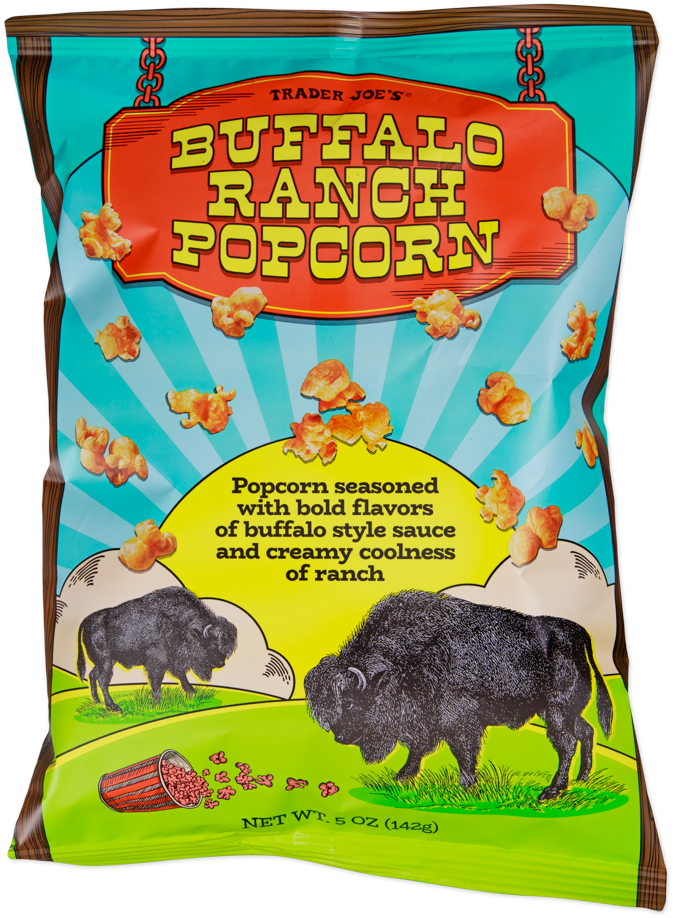 TRADER JOE'S®
BUFFALO
RANCH
POPCORN
Popcorn seasoned
with bold flavors
of buffalo style sauce
and creamy coolness
of ranch
NET WT. 5 OZ (142g)